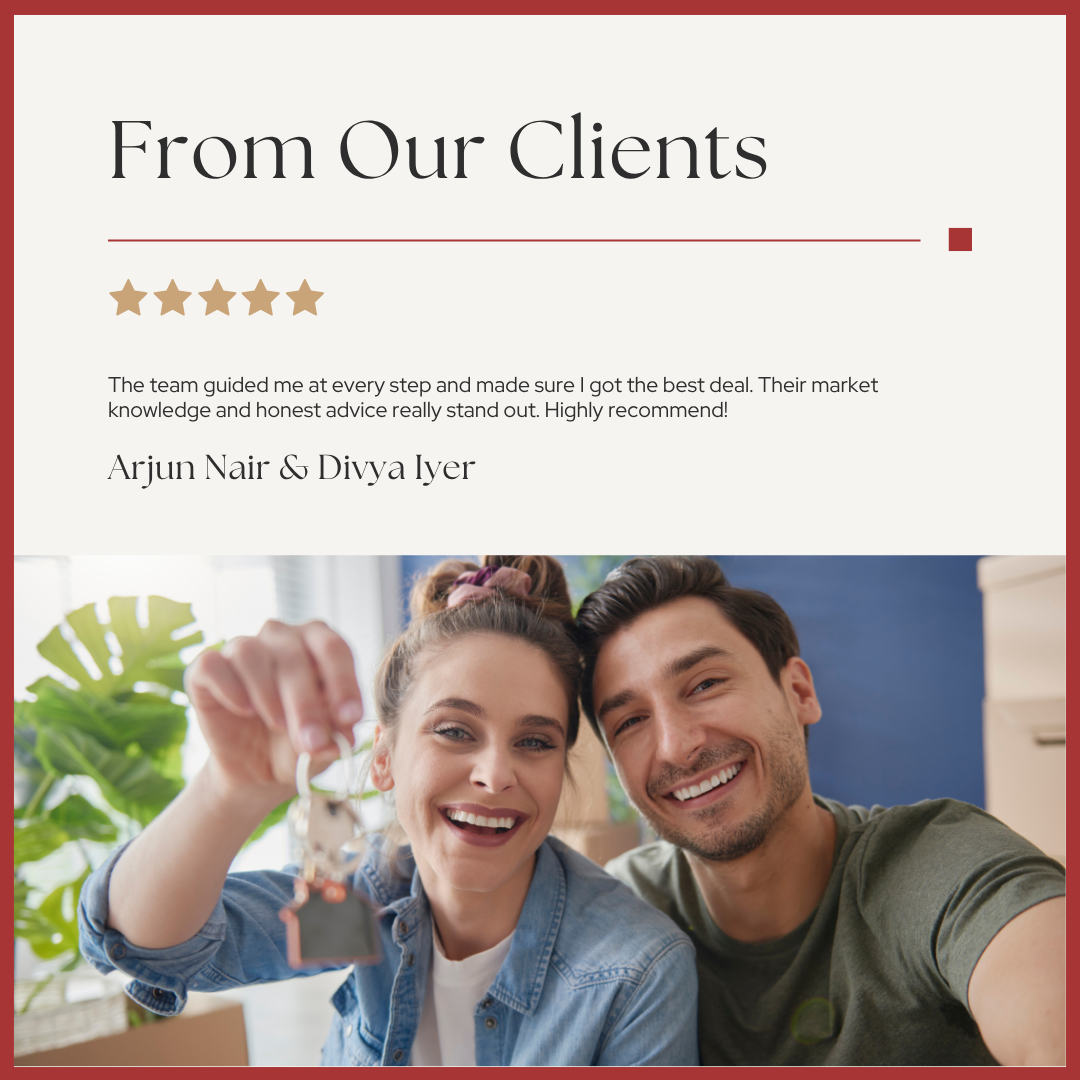 From Our Clients
The team guided me at every step and made sure I got the best deal. Their market
knowledge and honest advice really stand out. Highly recommend!
Arjun Nair & Divya Iyer